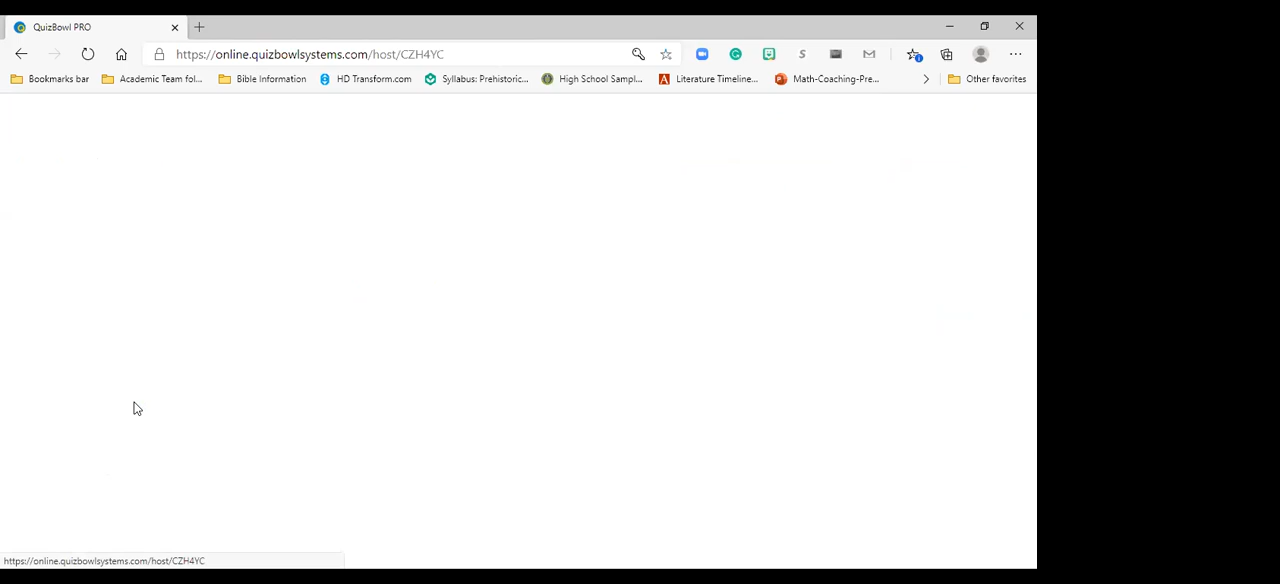 QuizBowl PRO
https://online.quizbowlsystems.com/host/CZH4YC
Bookmarks bar Academic Team fol... Bible Information HD Transform.com Syllabus: Prehistoric... High School Sampl... Literature Timeline... Math-Coaching-Pre... Other favorites
https://online.quizbowlsystems.com/host/CZH4YC